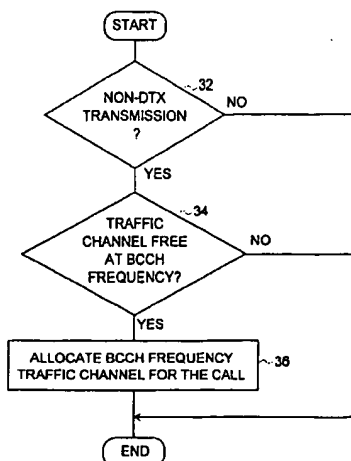 START
32
NON-DTX
TRANSMISSION
?
NO
YES
34
TRAFFIC
CHANNEL FREE
AT BCCH
FREQUENCY?
NO
YES
ALLOCATE BCCH FREQUENCY
TRAFFIC CHANNEL FOR THE CALL
36
END